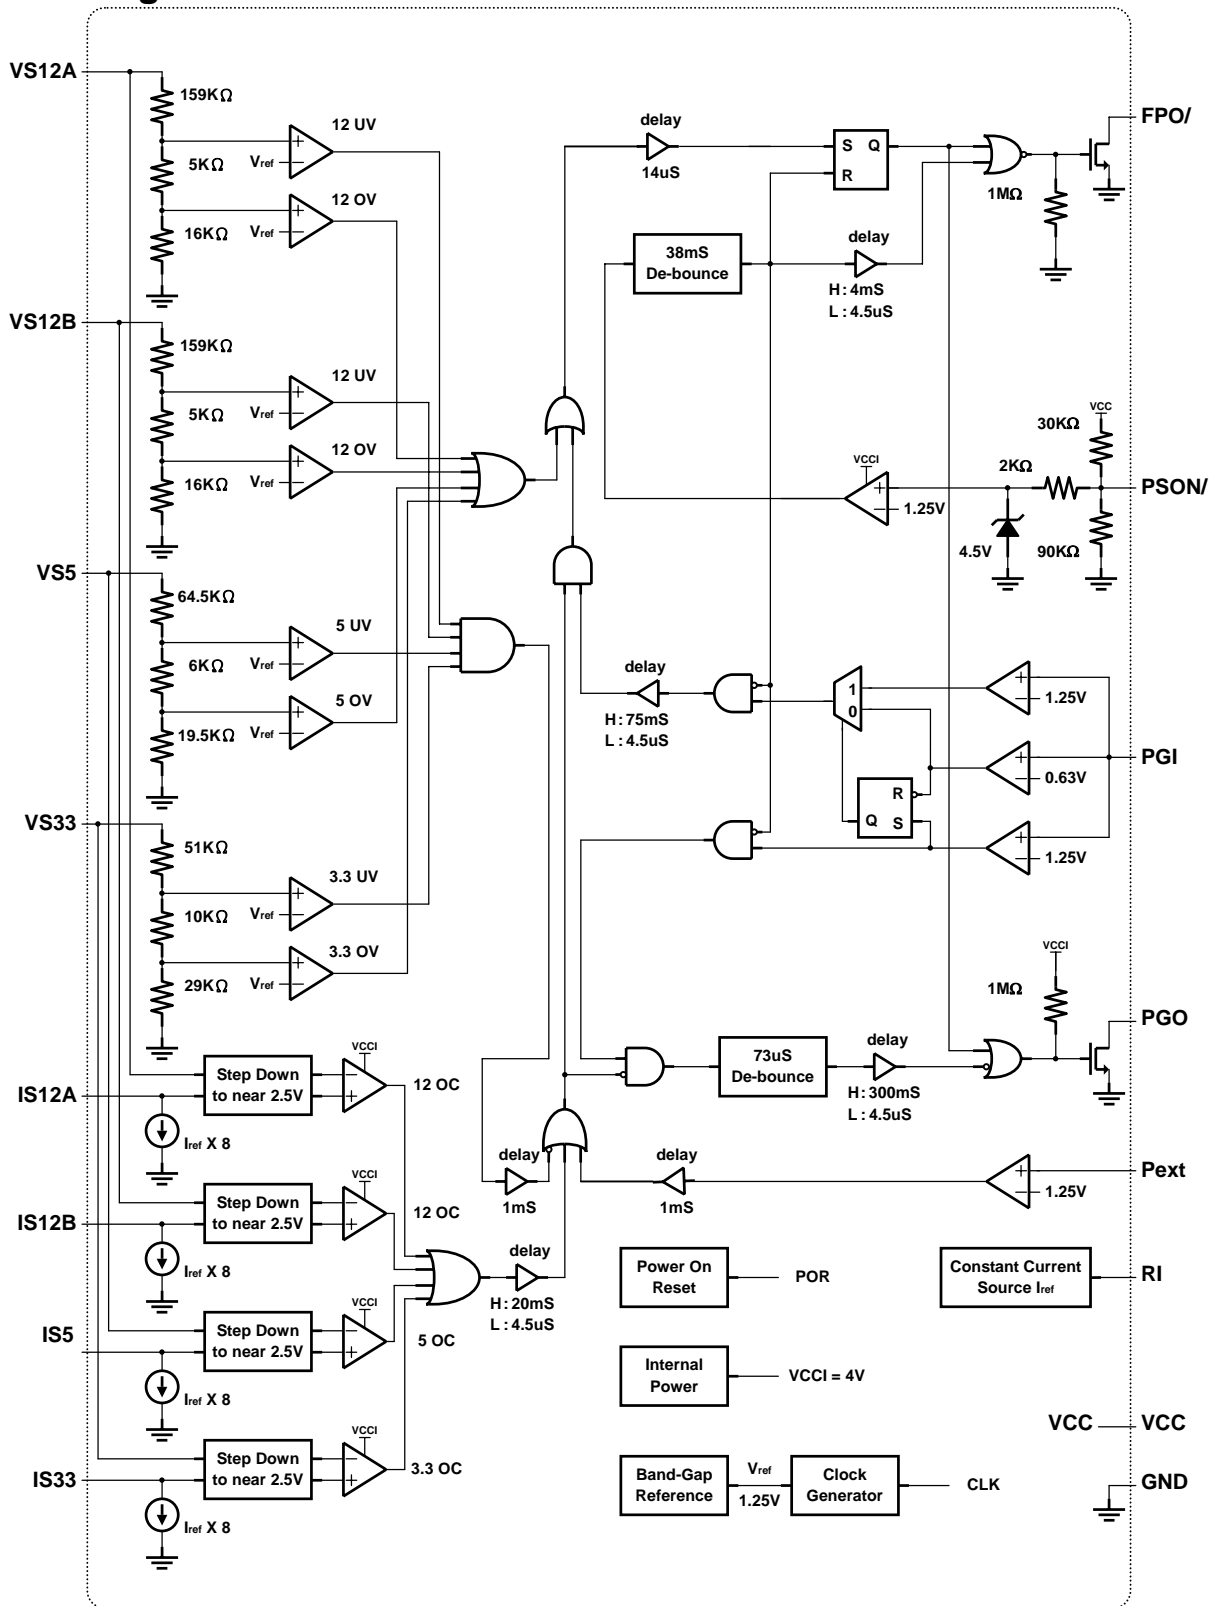 VS12A
159KΩ
12 UV
Vref
5KΩ
12 OV
Vref
16KΩ
delay
14uS
S Q
R
FPO/
1MΩ
38mS
De-bounce
delay
H : 4mS
L : 4.5uS
VS12B
159KΩ
12 UV
Vref
5KΩ
12 OV
Vref
16KΩ
VCC
30KΩ
2KΩ
PSON/
VCCI
1.25V
4.5V
90KΩ
VS5
64.5KΩ
5 UV
Vref
6KΩ
5 OV
Vref
19.5KΩ
delay
H : 75mS
L : 4.5uS
1
0
1.25V
PGI
0.63V
R
Q S
1.25V
VS33
51KΩ
3.3 UV
Vref
10KΩ
3.3 OV
Vref
29KΩ
VCCI
1MΩ
PGO
73uS
De-bounce
delay
H : 300mS
L : 4.5uS
IS12A
Step Down
to near 2.5V
VCCI
12 OC
Iref X 8
delay
1mS
delay
1mS
Pext
1.25V
IS12B
Step Down
to near 2.5V
VCCI
12 OC
Iref X 8
delay
H : 20mS
L : 4.5uS
Power On
Reset
POR
Constant Current
Source Iref
RI
IS5
Step Down
to near 2.5V
VCCI
5 OC
Iref X 8
Internal
Power
VCCI = 4V
VCC VCC
IS33
Step Down
to near 2.5V
VCCI
3.3 OC
Iref X 8
Band-Gap
Reference
Vref
1.25V
Clock
Generator
CLK
GND